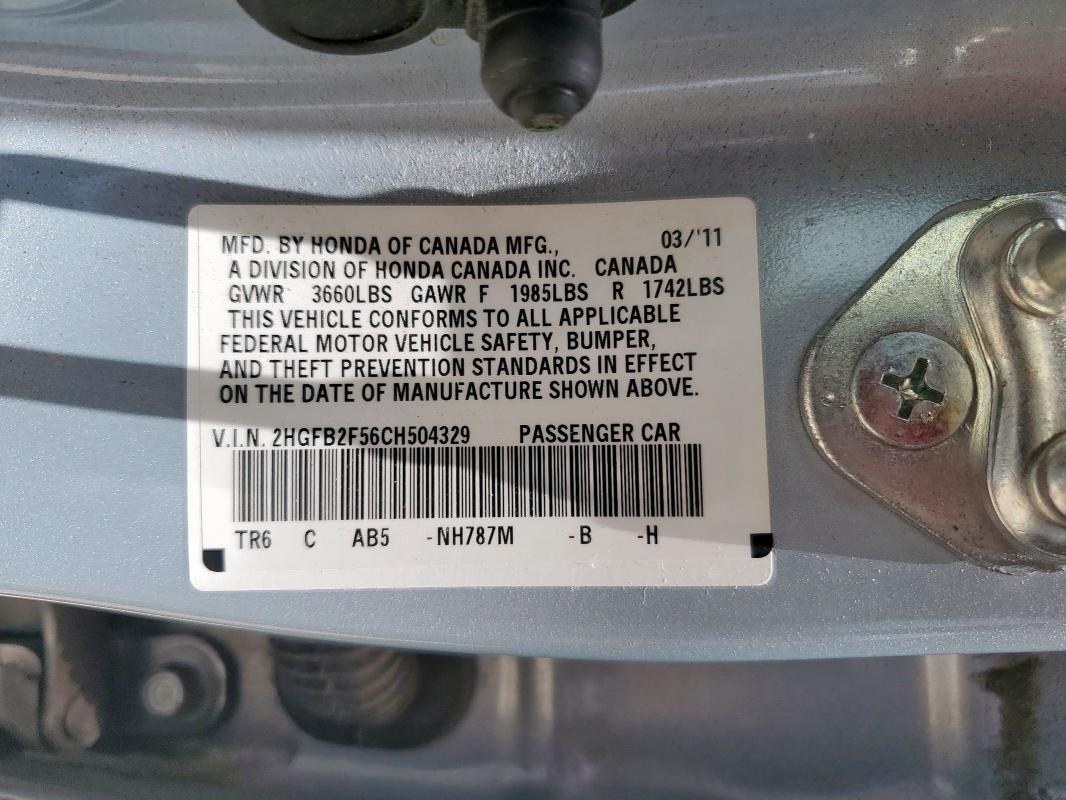 MFD. BY HONDA OF CANADA MFG., 03/'11
A DIVISION OF HONDA CANADA INC. CANADA
GVWR 3660LBS GAWR F 1985LBS R 1742LBS
THIS VEHICLE CONFORMS TO ALL APPLICABLE
FEDERAL MOTOR VEHICLE SAFETY, BUMPER,
AND THEFT PREVENTION STANDARDS IN EFFECT
ON THE DATE OF MANUFACTURE SHOWN ABOVE.
V.I.N. 2HGFB2F56CH504329 PASSENGER CAR
TR6 C AB5 -NH787M -B -H